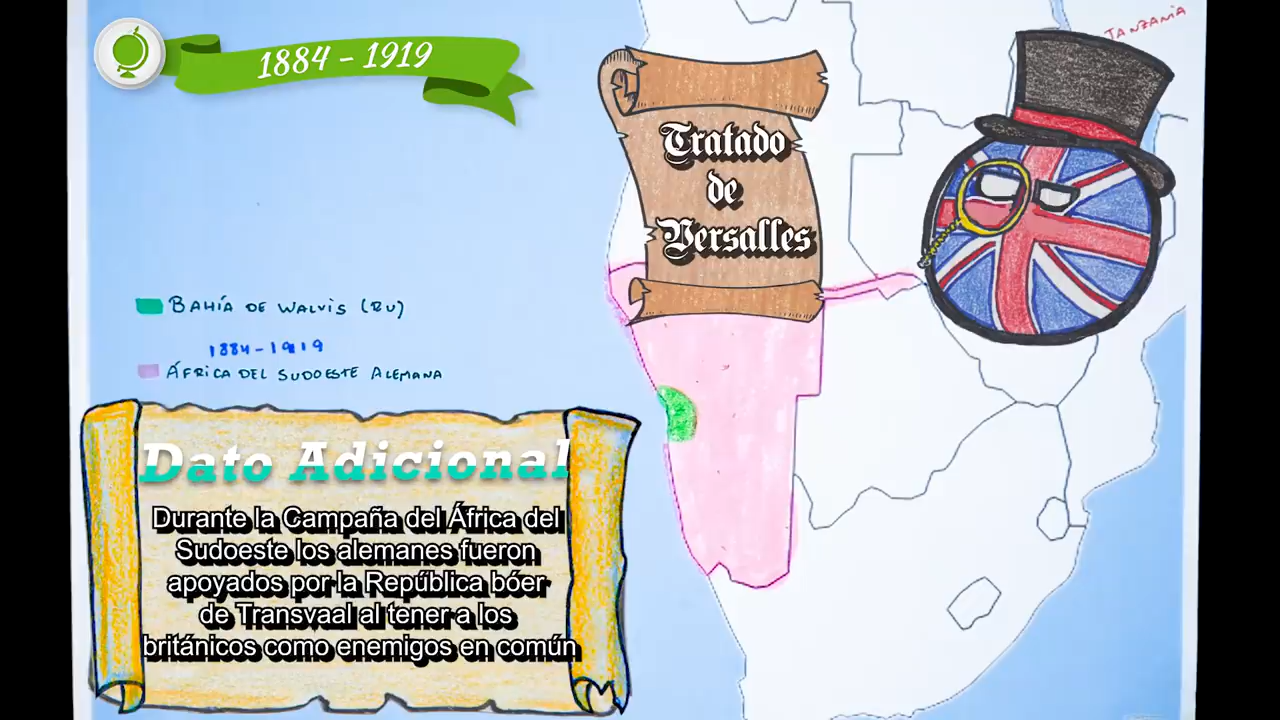 1884 - 1919
TANZANIA
Tratado
de
Versalles
BAHÍA DE WALVIS (RU)
1884-1919
ÁFRICA DEL SUDOESTE ALEMANA
Dato Adicional
Durante la Campaña del África del
Sudoeste los alemanes fueron
apoyados por la República bóer
de Transvaal al tener a los
británicos como enemigos en común